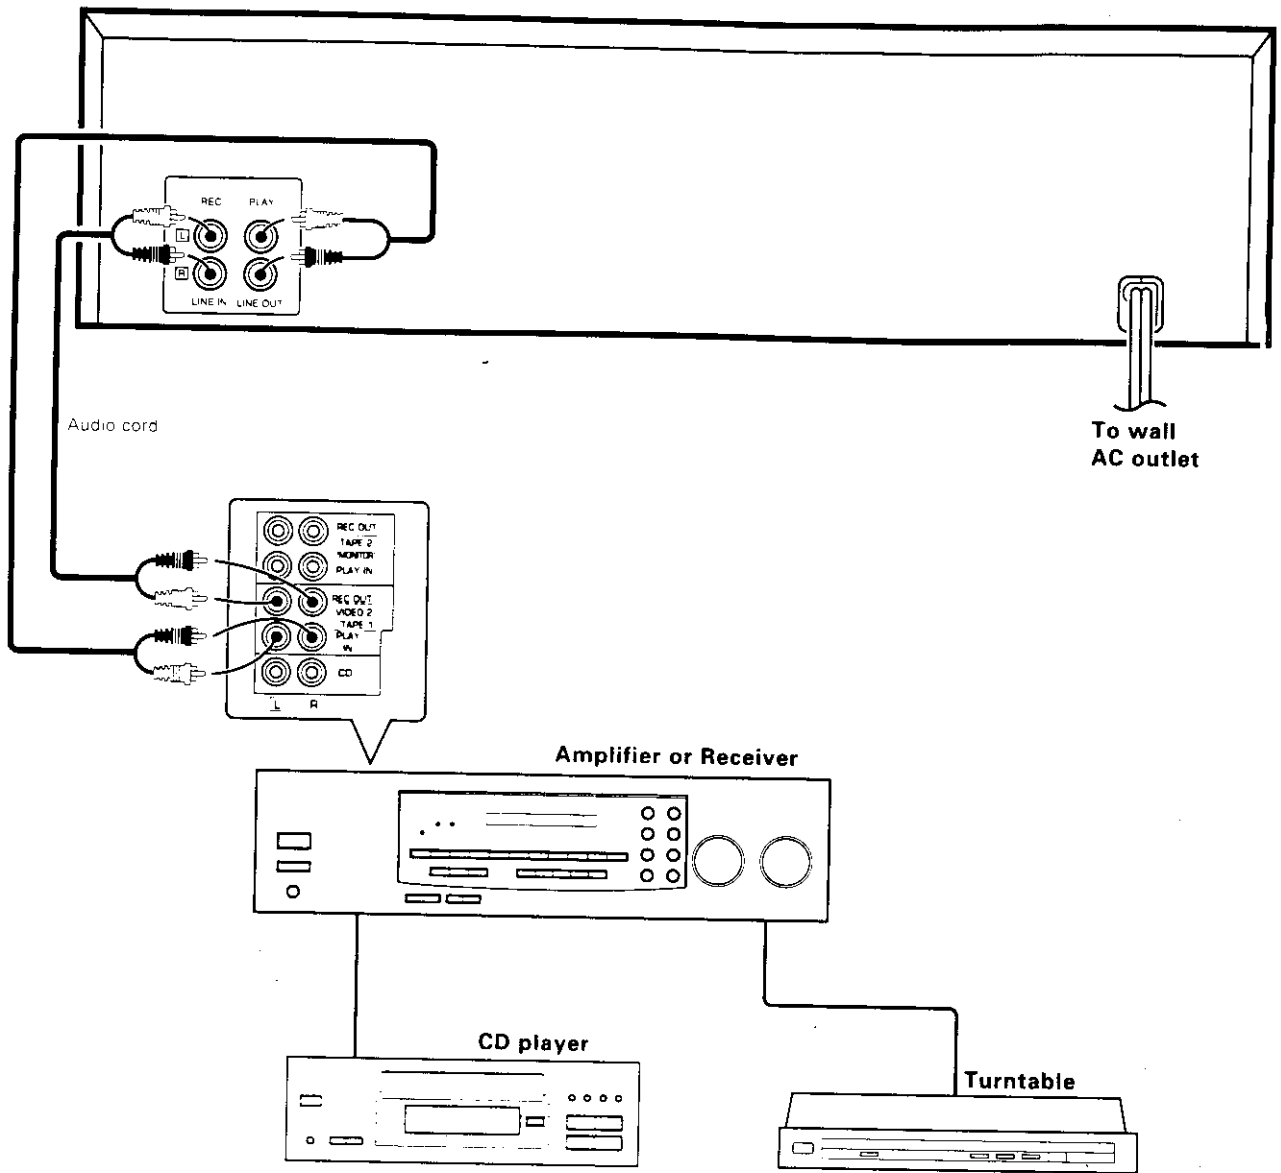 REC PLAY
L
R
LINE IN LINE OUT
Audio cord
To wall
AC outlet
REC OUT
TAPE 2
MONITOR
PLAY IN
REC OUT
VIDEO 2
TAPE 1
PLAY
IN
CD
L R
Amplifier or Receiver
CD player
Turntable